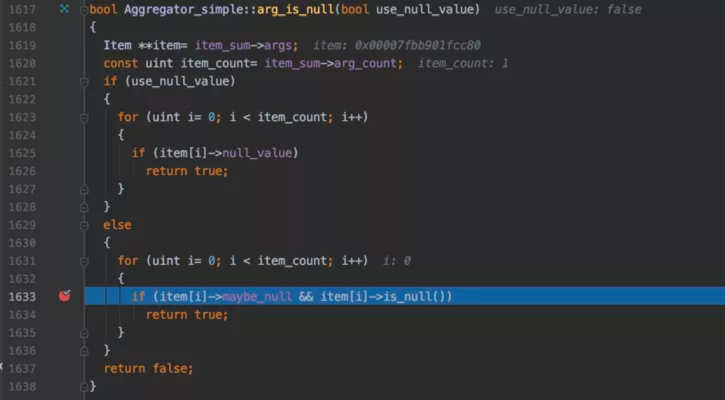 1617 bool Aggregator_simple::arg_is_null(bool use_null_value) use_null_value: false
1618 {
1619 Item **item= item_sum->args; item: 0x00007fbb901fcc80
1620 const uint item_count= item_sum->arg_count; item_count: 1
1621 if (use_null_value)
1622 {
1623 for (uint i= 0; i < item_count; i++)
1624 {
1625 if (item[i]->null_value)
1626 return true;
1627 }
1628 }
1629 else
1630 {
1631 for (uint i= 0; i < item_count; i++) i: 0
1632 {
1633 if (item[i]->maybe_null && item[i]->is_null())
1634 return true;
1635 }
1636 }
1637 return false;
1638 }